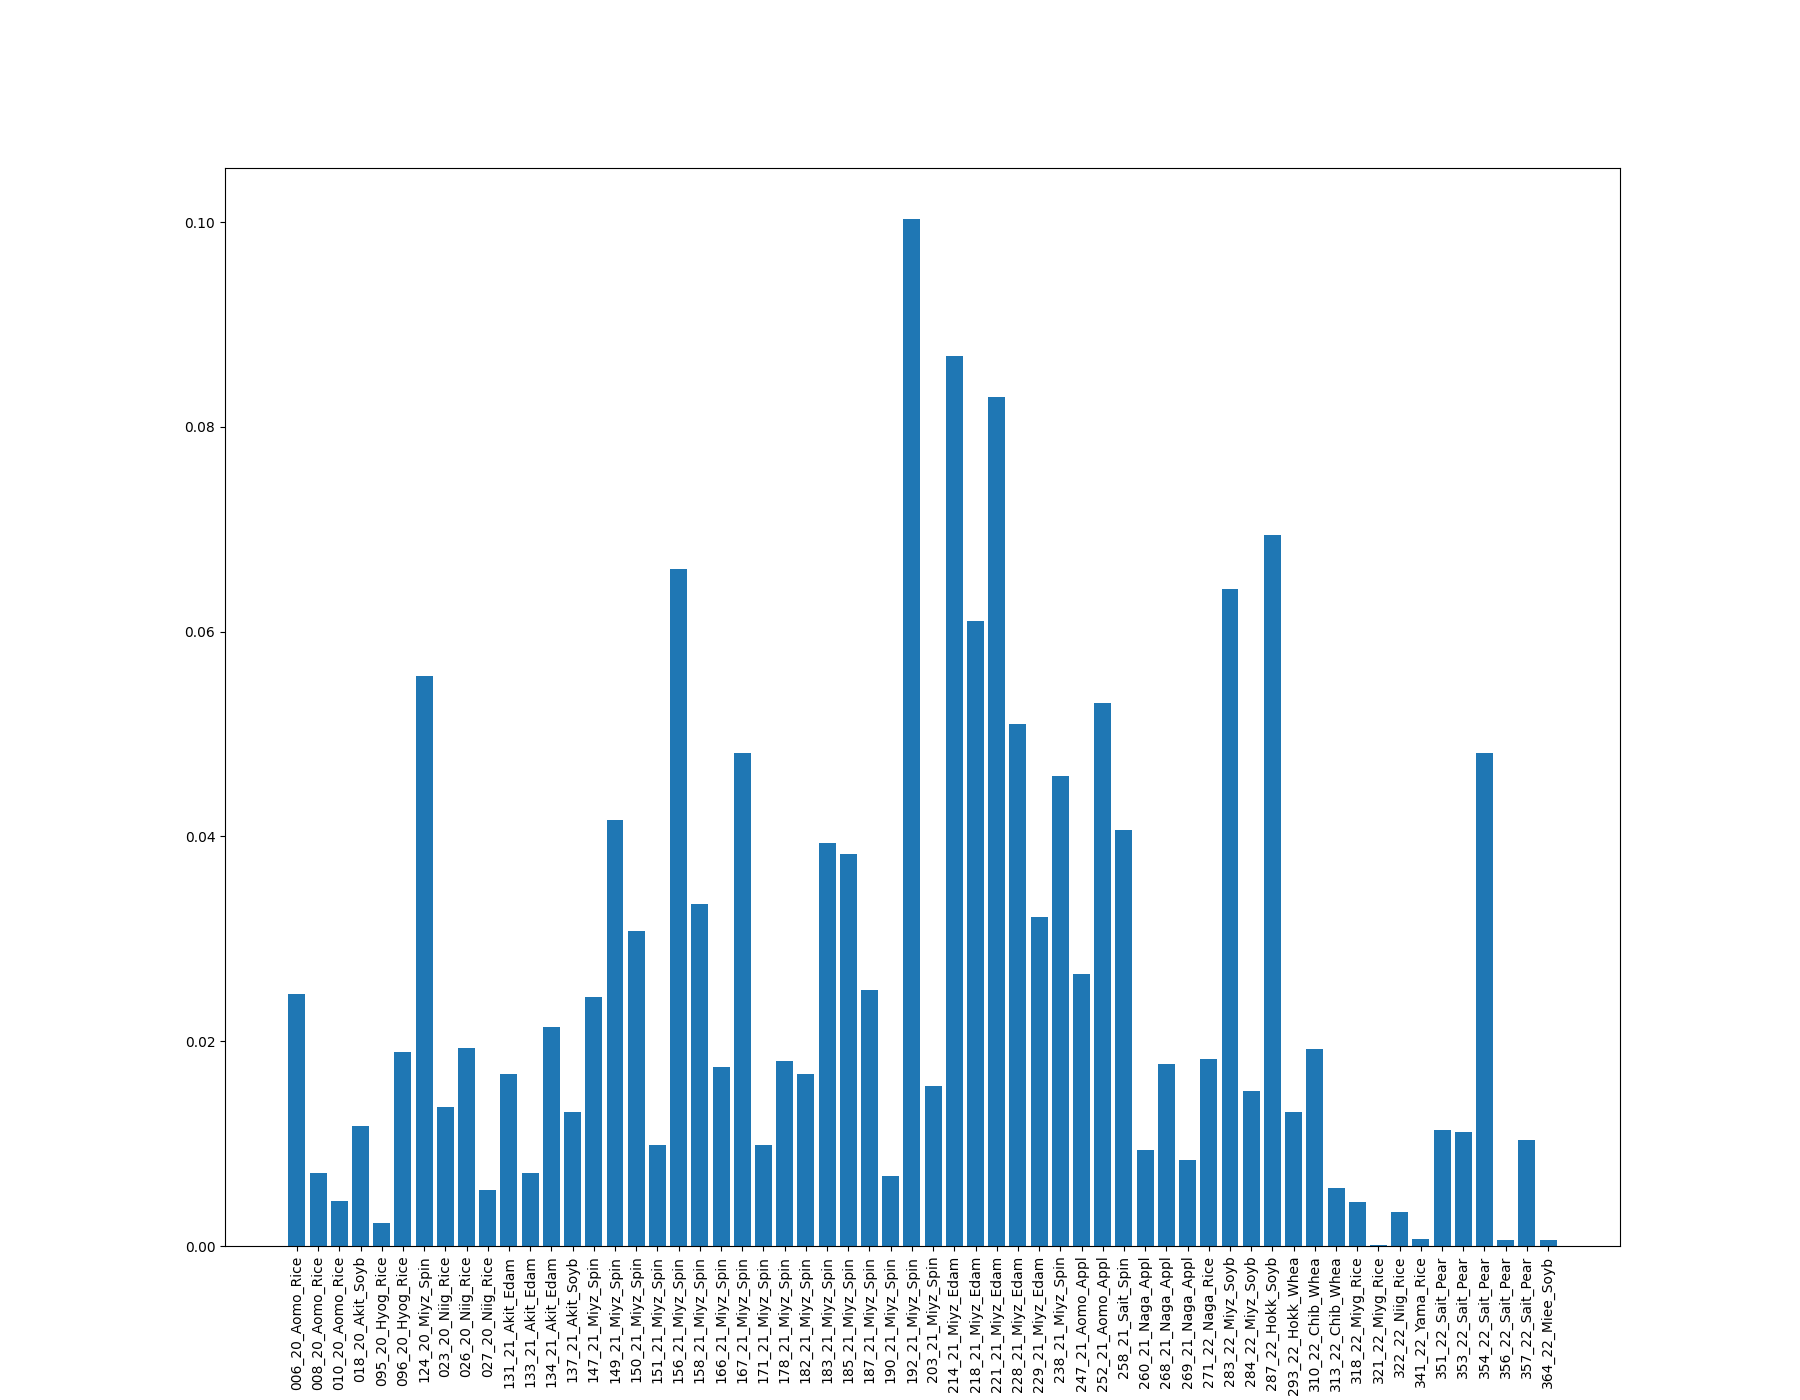 0.10
0.08
0.06
0.04
0.02
0.00
006_20_Aomo_Rice
008_20_Aomo_Rice
010_20_Aomo_Rice
018_20_Akit_Soyb
095_20_Hyog_Rice
096_20_Hyog_Rice
124_20_Miyz_Spin
023_20_Niig_Rice
026_20_Niig_Rice
027_20_Niig_Rice
131_21_Akit_Edam
133_21_Akit_Edam
134_21_Akit_Edam
137_21_Akit_Soyb
147_21_Miyz_Spin
149_21_Miyz_Spin
150_21_Miyz_Spin
151_21_Miyz_Spin
156_21_Miyz_Spin
158_21_Miyz_Spin
166_21_Miyz_Spin
167_21_Miyz_Spin
171_21_Miyz_Spin
178_21_Miyz_Spin
182_21_Miyz_Spin
183_21_Miyz_Spin
185_21_Miyz_Spin
187_21_Miyz_Spin
190_21_Miyz_Spin
192_21_Miyz_Spin
203_21_Miyz_Spin
214_21_Miyz_Edam
218_21_Miyz_Edam
221_21_Miyz_Edam
228_21_Miyz_Edam
229_21_Miyz_Edam
238_21_Miyz_Spin
247_21_Aomo_Appl
252_21_Aomo_Appl
258_21_Sait_Spin
260_21_Naga_Appl
268_21_Naga_Appl
269_21_Naga_Appl
271_22_Naga_Rice
283_22_Miyz_Soyb
284_22_Miyz_Soyb
287_22_Hokk_Soyb
293_22_Hokk_Whea
310_22_Chib_Whea
313_22_Chib_Whea
318_22_Miyg_Rice
321_22_Miyg_Rice
322_22_Niig_Rice
341_22_Yama_Rice
351_22_Sait_Pear
353_22_Sait_Pear
354_22_Sait_Pear
356_22_Sait_Pear
357_22_Sait_Pear
364_22_Miee_Soyb